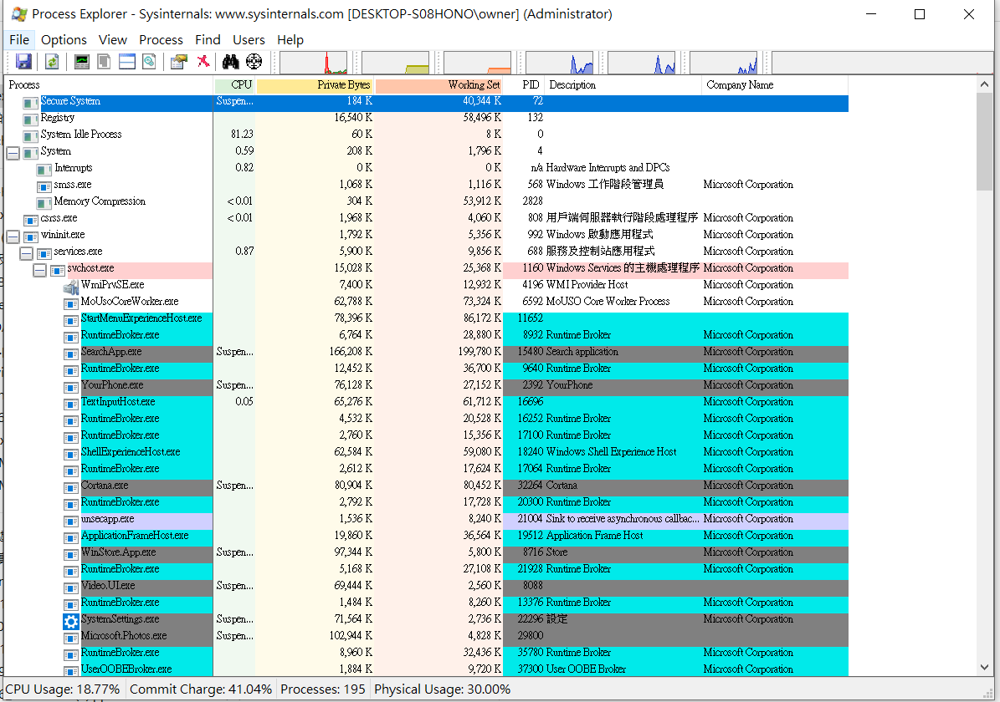 Process Explorer - Sysinternals: www.sysinternals.com [DESKTOP-S08HONO\owner] (Administrator)
File Options View Process Find Users Help
Process CPU Private Bytes Working Set PID Description Company Name
Secure System Suspen... 184 K 40,344 K 72
Registry 16,540 K 58,496 K 132
System Idle Process 81.23 60 K 8 K 0
System 0.59 208 K 1,796 K 4
Interrupts 0.82 0 K 0 K n/a Hardware Interrupts and DPCs
smss.exe 1,068 K 1,116 K 568 Windows 工作階段管理員 Microsoft Corporation
Memory Compression < 0.01 304 K 53,912 K 2828
csrss.exe < 0.01 1,968 K 4,060 K 808 用戶端伺服器執行階段處理程序 Microsoft Corporation
wininit.exe 1,792 K 5,356 K 992 Windows 啟動應用程式 Microsoft Corporation
services.exe 0.87 5,900 K 9,856 K 688 服務及控制站應用程式 Microsoft Corporation
svchost.exe 15,028 K 25,368 K 1160 Windows Services 的主機處理程序 Microsoft Corporation
WmiPrvSE.exe 7,400 K 12,932 K 4196 WMI Provider Host Microsoft Corporation
MoUsoCoreWorker.exe 62,788 K 73,324 K 6592 MoUSO Core Worker Process Microsoft Corporation
StartMenuExperienceHost.exe 78,396 K 86,172 K 11652
RuntimeBroker.exe 6,764 K 28,880 K 8932 Runtime Broker Microsoft Corporation
SearchApp.exe Suspen... 166,208 K 199,780 K 15480 Search application Microsoft Corporation
RuntimeBroker.exe 12,452 K 36,700 K 9640 Runtime Broker Microsoft Corporation
YourPhone.exe Suspen... 76,128 K 27,152 K 2392 YourPhone Microsoft Corporation
TextInputHost.exe 0.05 65,276 K 61,712 K 16696 Microsoft Corporation
RuntimeBroker.exe 4,532 K 20,528 K 16252 Runtime Broker Microsoft Corporation
RuntimeBroker.exe 2,760 K 15,356 K 17100 Runtime Broker Microsoft Corporation
ShellExperienceHost.exe 62,584 K 59,080 K 18240 Windows Shell Experience Host Microsoft Corporation
RuntimeBroker.exe 2,612 K 17,624 K 17064 Runtime Broker Microsoft Corporation
Cortana.exe Suspen... 80,904 K 80,452 K 32264 Cortana Microsoft Corporation
RuntimeBroker.exe 2,792 K 17,728 K 20300 Runtime Broker Microsoft Corporation
unsecapp.exe 1,536 K 8,240 K 21004 Sink to receive asynchronous callbac... Microsoft Corporation
ApplicationFrameHost.exe 19,860 K 36,564 K 19512 Application Frame Host Microsoft Corporation
WinStore.App.exe Suspen... 97,344 K 5,800 K 8716 Store Microsoft Corporation
RuntimeBroker.exe 5,168 K 27,108 K 21928 Runtime Broker Microsoft Corporation
Video.UI.exe Suspen... 69,444 K 2,560 K 8088 Microsoft Corporation
RuntimeBroker.exe 1,484 K 8,260 K 13376 Runtime Broker Microsoft Corporation
SystemSettings.exe Suspen... 71,564 K 2,736 K 22296 設定 Microsoft Corporation
Microsoft.Photos.exe Suspen... 102,944 K 4,828 K 29800
RuntimeBroker.exe 8,960 K 32,436 K 35780 Runtime Broker Microsoft Corporation
UserOOBEBroker.exe 1,884 K 9,720 K 37300 User OOBE Broker Microsoft Corporation
CPU Usage: 18.77% Commit Charge: 41.04% Processes: 195 Physical Usage: 30.00%